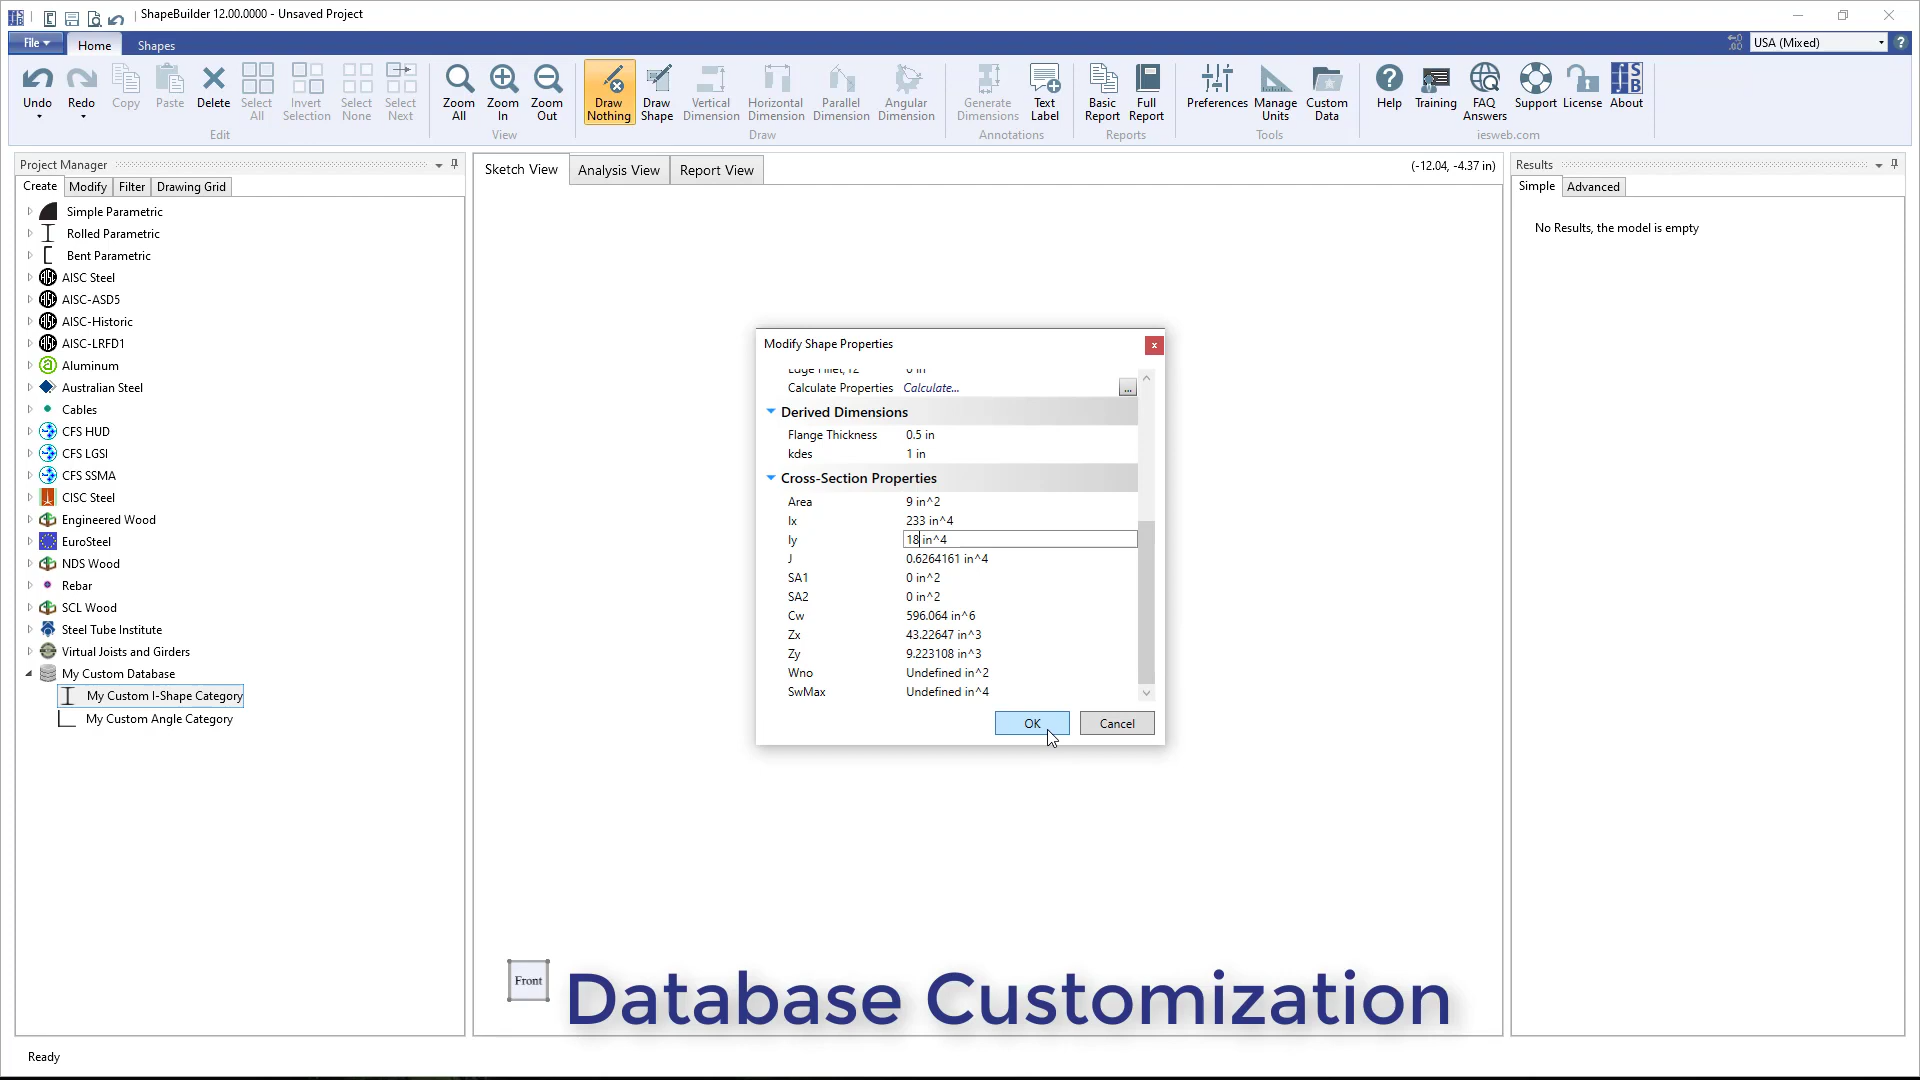 ShapeBuilder 12.00.0000 - Unsaved Project
File Home Shapes USA (Mixed)
Undo Redo Copy Paste Delete Select All Invert Selection Select None Select Next
Zoom All Zoom In Zoom Out
Draw Nothing Draw Shape Vertical Dimension Horizontal Dimension Parallel Dimension Angular Dimension
Generate Dimensions Text Label Basic Report Full Report
Preferences Manage Units Custom Data
Help Training FAQ Answers Support License About
Edit View Draw Annotations Reports Tools iesweb.com
Project Manager
Create Modify Filter Drawing Grid
Simple Parametric
Rolled Parametric
Bent Parametric
AISC Steel
AISC-ASD5
AISC-Historic
AISC-LRFD1
Aluminum
Australian Steel
Cables
CFS HUD
CFS LGSI
CFS SSMA
CISC Steel
Engineered Wood
EuroSteel
NDS Wood
Rebar
SCL Wood
Steel Tube Institute
Virtual Joists and Girders
My Custom Database
My Custom I-Shape Category
My Custom Angle Category
Sketch View Analysis View Report View (-12.04, -4.37 in)
Modify Shape Properties
Calculate Properties Calculate... ...
Derived Dimensions
Flange Thickness 0.5 in
kdes 1 in
Cross-Section Properties
Area 9 in^2
Ix 233 in^4
Iy 18 in^4
J 0.6264161 in^4
SA1 0 in^2
SA2 0 in^2
Cw 596.064 in^6
Zx 43.22647 in^3
Zy 9.223108 in^3
Wno Undefined in^2
SwMax Undefined in^4
OK Cancel
Front
Database Customization
Results
Simple Advanced
No Results, the model is empty
Ready